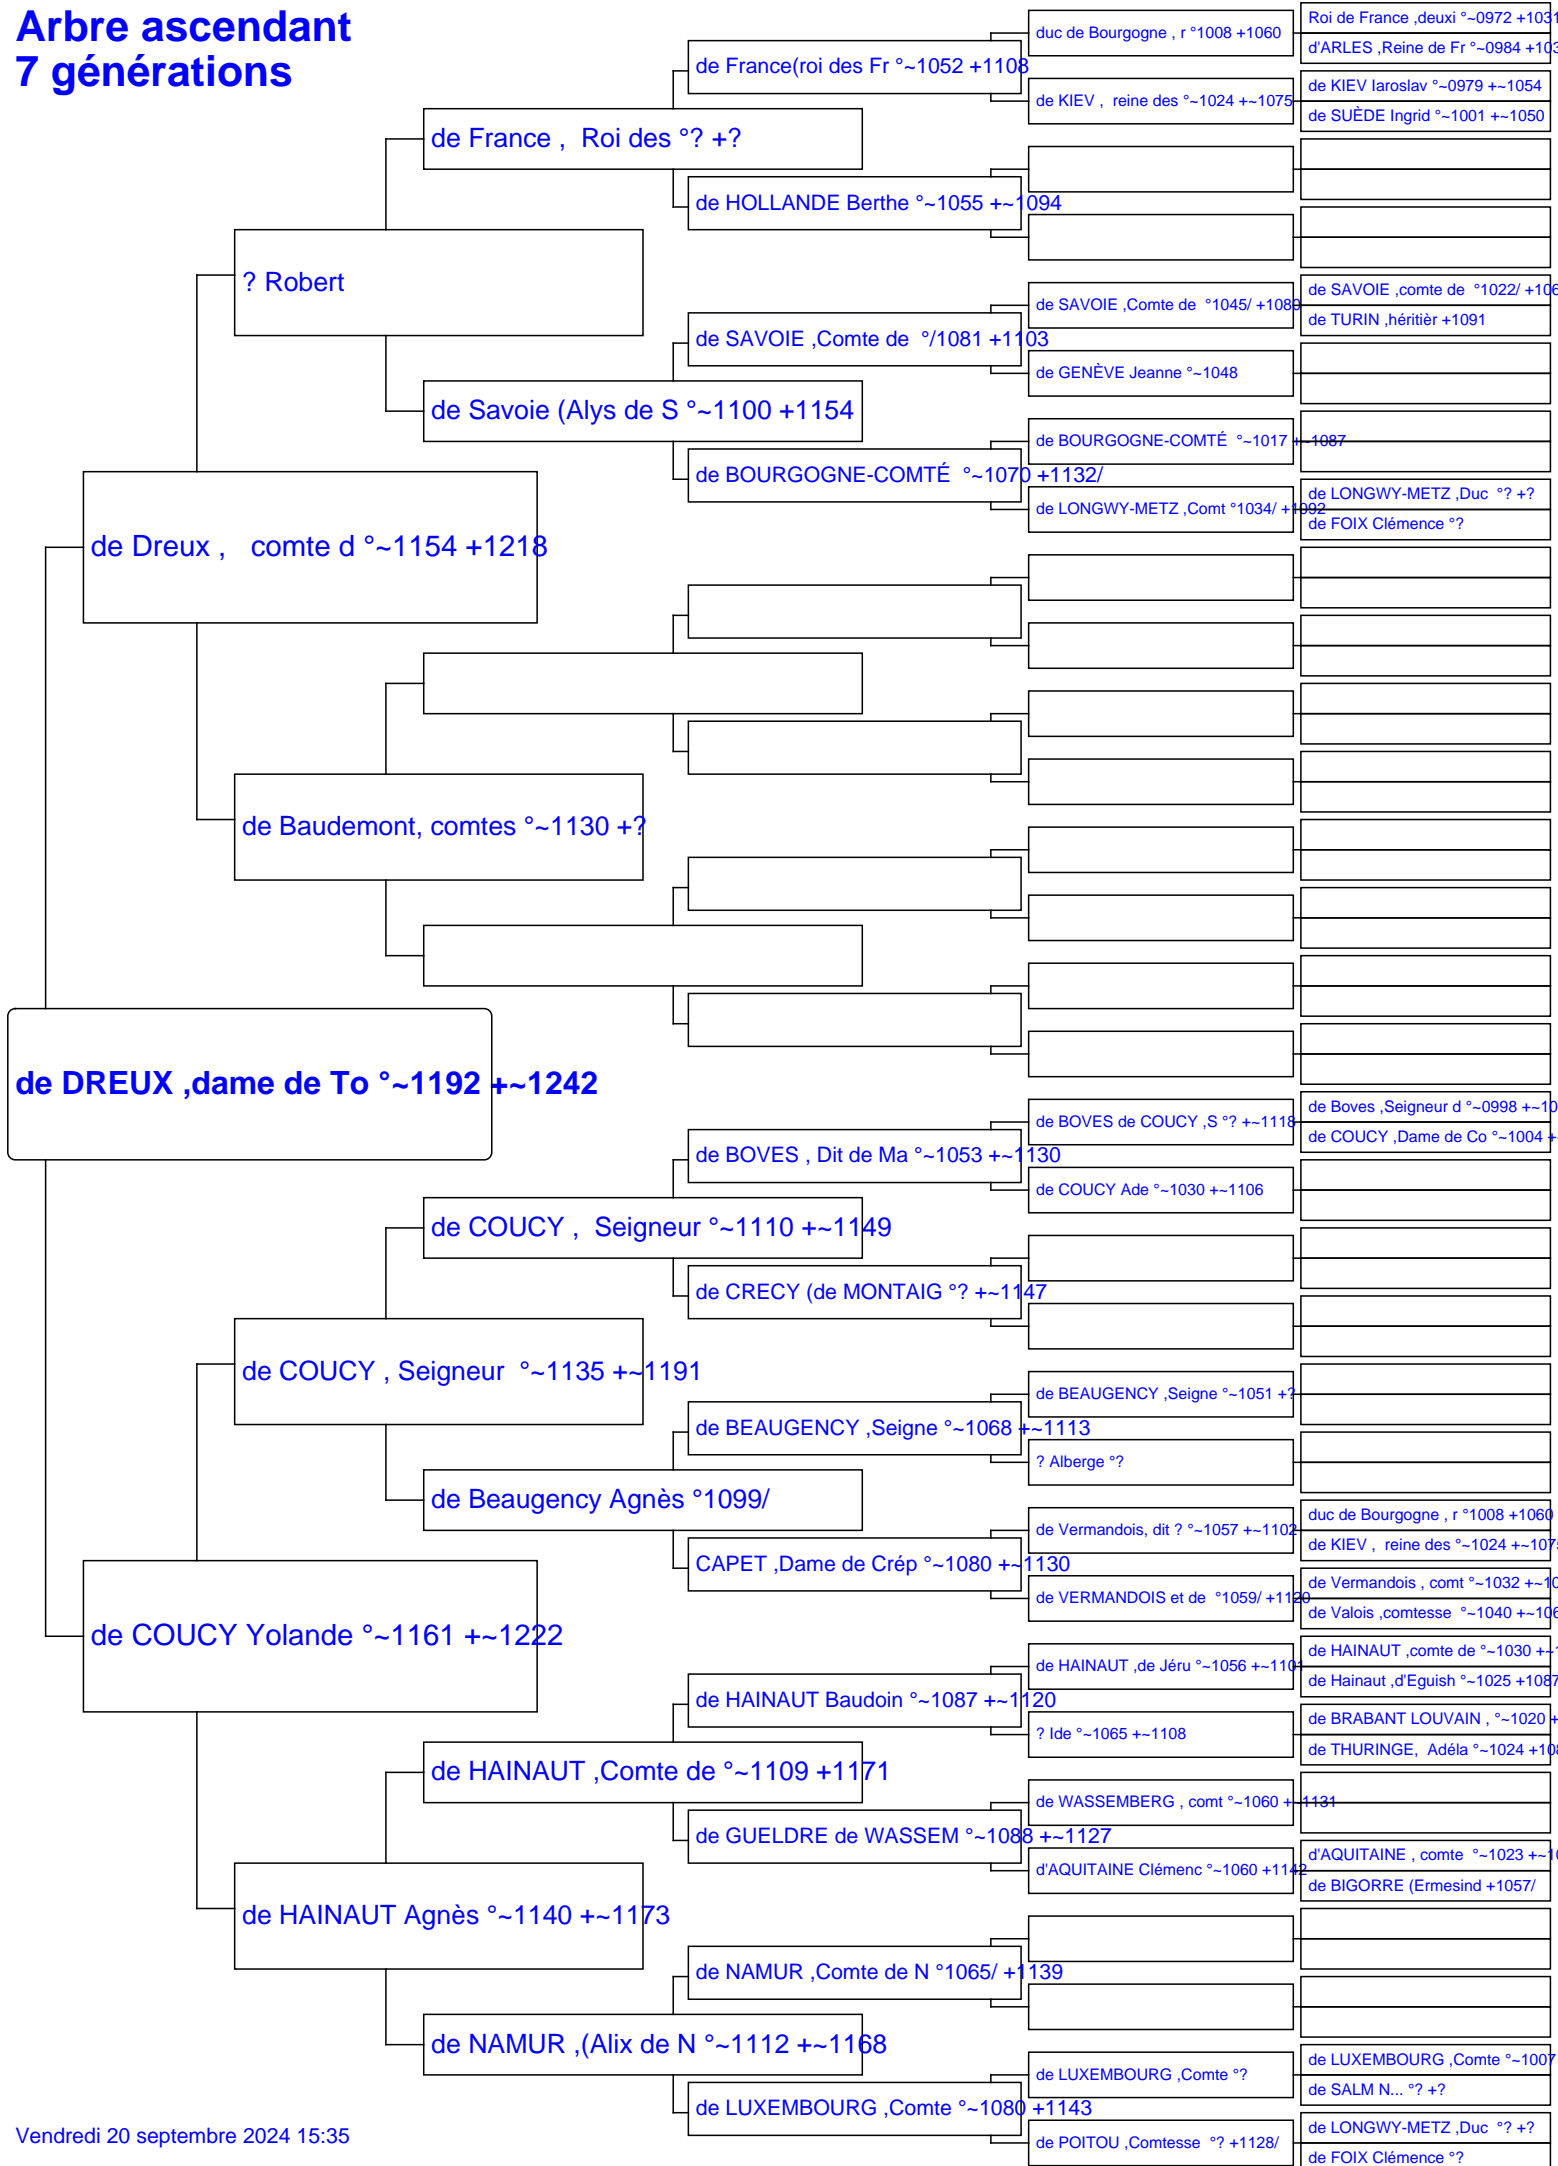 Arbre ascendant
7 générations
Roi de France ,deuxi °~0972 +1031
duc de Bourgogne , r °1008 +1060
d'ARLES ,Reine de Fr °~0984 +103
de France(roi des Fr °~1052 +1108
de KIEV Iaroslav °~0979 +~1054
de KIEV ,  reine des °~1024 +~1075
de SUÈDE Ingrid °~1001 +~1050
de France ,  Roi des °? +?
de HOLLANDE Berthe °~1055 +~1094
? Robert
de SAVOIE ,comte de  °1022/ +106
de SAVOIE ,Comte de  °1045/ +1080
de TURIN ,héritièr +1091
de SAVOIE ,Comte de  °/1081 +1103
de GENÈVE Jeanne °~1048
de Savoie (Alys de S °~1100 +1154
de BOURGOGNE-COMTÉ  °~1017 +~1087
de BOURGOGNE-COMTÉ  °~1070 +1132/
de LONGWY-METZ ,Duc  °? +?
de LONGWY-METZ ,Comt °1034/ +1092
de FOIX Clémence °?
de Dreux ,   comte d °~1154 +1218
de Baudemont, comtes °~1130 +?
de DREUX ,dame de To °~1192 +~1242
de Boves ,Seigneur d °~0998 +~10
de BOVES de COUCY ,S °? +~1118
de COUCY ,Dame de Co °~1004 +
de BOVES , Dit de Ma °~1053 +~1130
de COUCY Ade °~1030 +~1106
de COUCY ,  Seigneur °~1110 +~1149
de CRECY (de MONTAIG °? +~1147
de COUCY , Seigneur  °~1135 +~1191
de BEAUGENCY ,Seigne °~1051 +?
de BEAUGENCY ,Seigne °~1068 +~1113
? Alberge °?
de Beaugency Agnès °1099/
duc de Bourgogne , r °1008 +1060
de Vermandois, dit ? °~1057 +~1102
de KIEV ,  reine des °~1024 +~1075
CAPET ,Dame de Crép °~1080 +~1130
de Vermandois , comt °~1032 +~10
de VERMANDOIS et de  °1059/ +1120
de Valois ,comtesse  °~1040 +~106
de COUCY Yolande °~1161 +~1222
de HAINAUT ,comte de °~1030 +~1
de HAINAUT ,de Jéru °~1056 +~1101
de Hainaut ,d'Eguish °~1025 +1087
de HAINAUT Baudoin °~1087 +~1120
de BRABANT LOUVAIN , °~1020 +
? Ide °~1065 +~1108
de THURINGE,  Adéla °~1024 +108
de HAINAUT ,Comte de °~1109 +1171
de WASSEMBERG , comt °~1060 +~1131
de GUELDRE de WASSEM °~1088 +~1127
d'AQUITAINE , comte  °~1023 +~10
d'AQUITAINE Clémenc °~1060 +1142
de BIGORRE (Ermesind +1057/
de HAINAUT Agnès °~1140 +~1173
de NAMUR ,Comte de N °1065/ +1139
de NAMUR ,(Alix de N °~1112 +~1168
de LUXEMBOURG ,Comte °~1007
de LUXEMBOURG ,Comte °?
de SALM N... °? +?
de LUXEMBOURG ,Comte °~1080 +1143
de LONGWY-METZ ,Duc  °? +?
de POITOU ,Comtesse  °? +1128/
de FOIX Clémence °?
Vendredi 20 septembre 2024 15:35